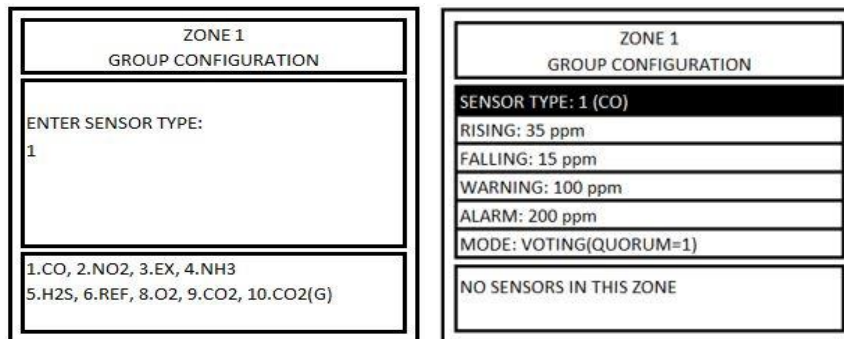 ZONE 1
GROUP CONFIGURATION
ENTER SENSOR TYPE:
1
1.CO, 2.NO2, 3.EX, 4.NH3
5.H2S, 6.REF, 8.O2, 9.CO2, 10.CO2(G)
ZONE 1
GROUP CONFIGURATION
SENSOR TYPE: 1 (CO)
RISING: 35 ppm
FALLING: 15 ppm
WARNING: 100 ppm
ALARM: 200 ppm
MODE: VOTING(QUORUM=1)
NO SENSORS IN THIS ZONE